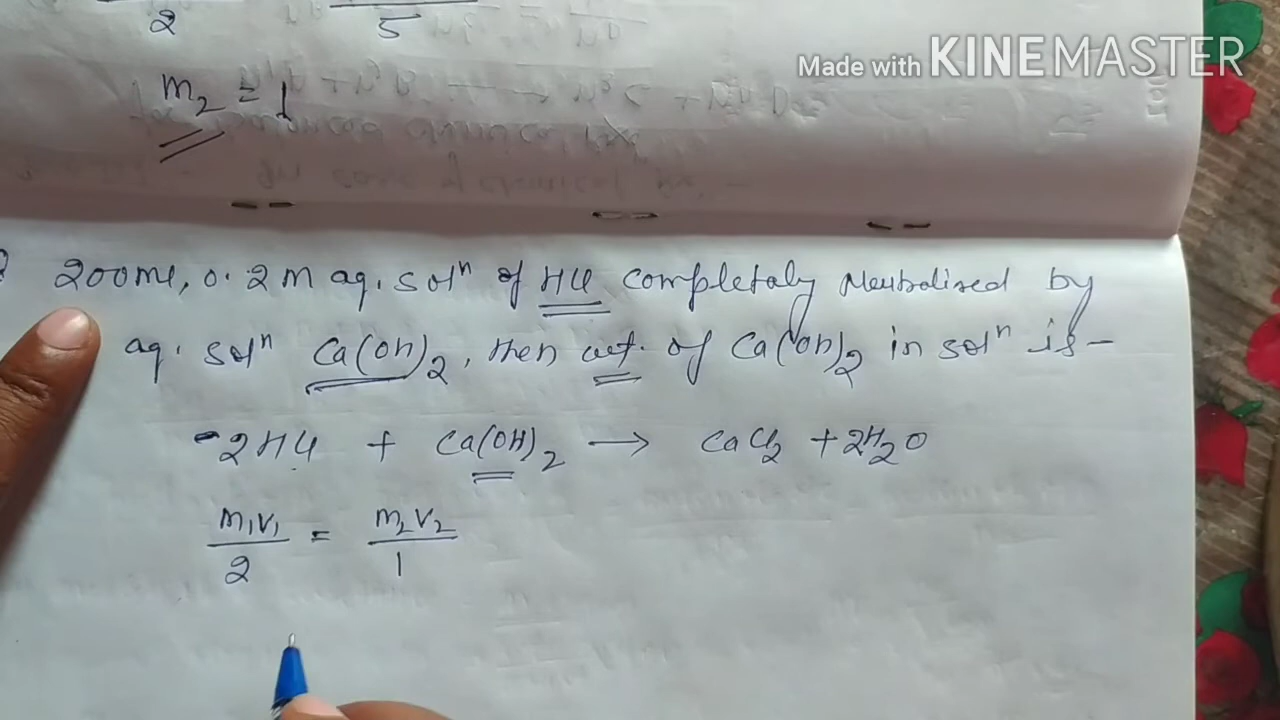 2 5
Made with KINEMASTER
m₂ = 1
200ml, 0.2M aq. solⁿ of HCl completaly Neutralised by
aq. solⁿ Ca(OH)₂, then wt. of Ca(OH)₂ in solⁿ is-
2HCl + Ca(OH)₂ → CaCl₂ + 2H₂O
M₁V₁ = M₂V₂
2 1